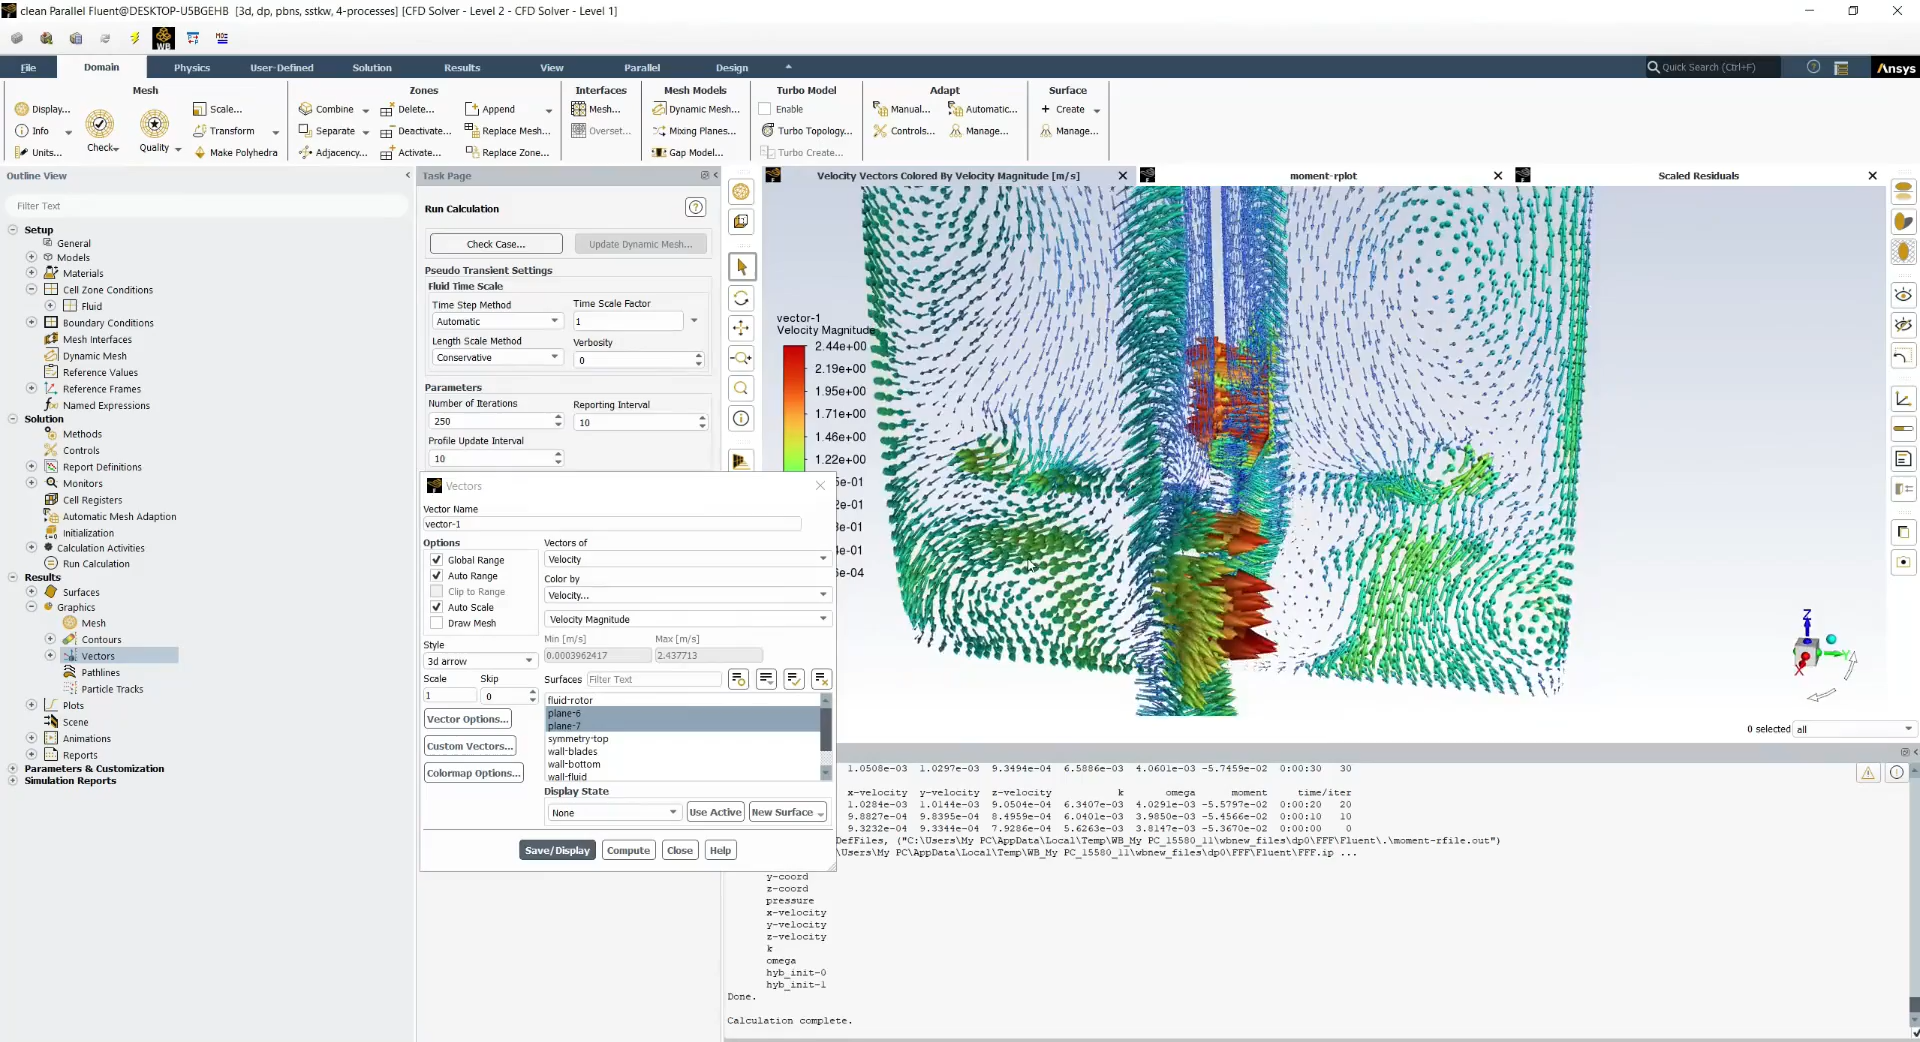 clean Parallel Fluent@DESKTOP-U5BGEHB [3d, dp, pbns, sstkw, 4-processes] [CFD Solver - Level 2 - CFD Solver - Level 1]
WB
File Domain Physics User-Defined Solution Results View Parallel Design Quick Search (Ctrl+F) Ansys
Mesh Zones Interfaces Mesh Models Turbo Model Adapt Surface
Display... Scale... Combine Delete... Append Mesh... Dynamic Mesh... Enable Manual... Automatic... + Create
Info Transform Separate Deactivate... Replace Mesh... Overset... Mixing Planes... Turbo Topology... Controls... Manage... Manage...
Check Quality
Units... Make Polyhedra Adjacency... Activate... Replace Zone... Gap Model... Turbo Create...
Outline View
Filter Text
Setup
General
Models
Materials
Cell Zone Conditions
Fluid
Boundary Conditions
Mesh Interfaces
Dynamic Mesh
Reference Values
Reference Frames
Named Expressions
Solution
Methods
Controls
Report Definitions
Monitors
Cell Registers
Automatic Mesh Adaption
Initialization
Calculation Activities
Run Calculation
Results
Surfaces
Graphics
Mesh
Contours
Vectors
Pathlines
Particle Tracks
Plots
Scene
Animations
Reports
Parameters & Customization
Simulation Reports
Task Page
Run Calculation
Check Case... Update Dynamic Mesh...
Pseudo Transient Settings
Fluid Time Scale
Time Step Method Time Scale Factor
Automatic 1
Length Scale Method Verbosity
Conservative 0
Parameters
Number of Iterations Reporting Interval
250 10
Profile Update Interval
10
Vectors
Vector Name
vector-1
Options Vectors of
Global Range Velocity
Auto Range Color by
Clip to Range Velocity...
Auto Scale
Draw Mesh Velocity Magnitude
Style Min [m/s] Max [m/s]
3d arrow 0.0003962417 2.437713
Scale Skip Surfaces Filter Text
1 0
fluid-rotor
plane-6
plane-7
symmetry-top
wall-blades
wall-bottom
wall-fluid
Vector Options...
Custom Vectors...
Colormap Options...
Display State
None Use Active New Surface
Save/Display Compute Close Help
Velocity Vectors Colored By Velocity Magnitude [m/s] moment-rplot Scaled Residuals
vector-1
Velocity Magnitude
2.44e+00
2.19e+00
1.95e+00
1.71e+00
1.46e+00
1.22e+00
5e-01
e-01
3e-01
4e-01
6e-04
Z
Y
X
0 selected all
1.0508e-03 1.0297e-03 9.3494e-04 6.5886e-03 4.0601e-03 -5.7459e-02 0:00:30 30
x-velocity y-velocity z-velocity k omega moment time/iter
1.0284e-03 1.0144e-03 9.0504e-04 6.3407e-03 4.0291e-03 -5.5797e-02 0:00:20 20
9.8827e-04 9.8395e-04 8.4959e-04 6.0401e-03 3.9850e-03 -5.4566e-02 0:00:10 10
9.3232e-04 9.3344e-04 7.9286e-04 5.6263e-03 3.8147e-03 -5.3670e-02 0:00:00 0
DefFiles, ("C:\Users\My PC\AppData\Local\Temp\WB_My PC_15580_11\wbnew_files\dp0\FFF\Fluent\.\moment-rfile.out")
Users\My PC\AppData\Local\Temp\WB_My PC_15580_11\wbnew_files\dp0\FFF\Fluent\FFF.ip ...
y-coord
z-coord
pressure
x-velocity
y-velocity
z-velocity
k
omega
hyb_init-0
hyb_init-1
Done.
Calculation complete.